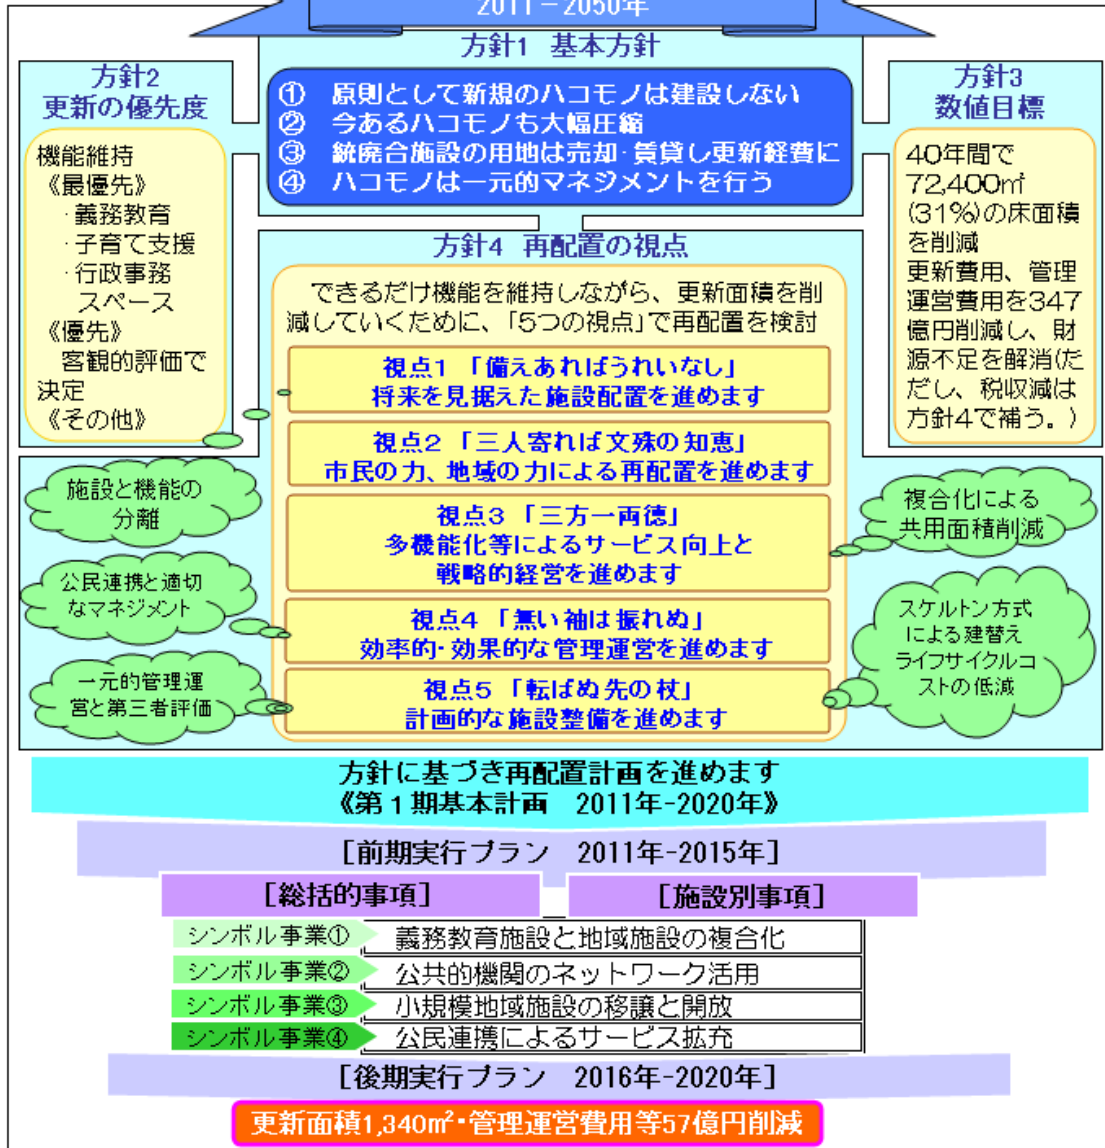 2011－2050年
方針1 基本方針
① 原則として新規のハコモノは建設しない
② 今あるハコモノも大幅圧縮
③ 統廃合施設の用地は売却・賃貸し更新経費に
④ ハコモノは一元的マネジメントを行う
方針2
更新の優先度
機能維持
《最優先》
・義務教育
・子育て支援
・行政事務
スペース
《優先》
客観的評価で
決定
《その他》
方針3
数値目標
40年間で
72,400㎡
(31%)の床面積
を削減
更新費用、管理
運営費用を347
億円削減し、財
源不足を解消(た
だし、税収減は
方針4で補う。)
方針4 再配置の視点
できるだけ機能を維持しながら、更新面積を削
減していくために、「5つの視点」で再配置を検討
視点1 「備えあればうれいなし」
将来を見据えた施設配置を進めます
視点2 「三人寄れば文殊の知恵」
市民の力、地域の力による再配置を進めます
視点3 「三方一両徳」
多機能化等によるサービス向上と
戦略的経営を進めます
視点4 「無い袖は振れぬ」
効率的・効果的な管理運営を進めます
視点5 「転ばぬ先の杖」
計画的な施設整備を進めます
施設と機能の
分離
公民連携と適切
なマネジメント
一元的管理運
営と第三者評価
複合化による
共用面積削減
スケルトン方式
による建替え
ライフサイクルコ
ストの低減
方針に基づき再配置計画を進めます
《第1期基本計画 2011年-2020年》
［前期実行プラン 2011年-2015年］
［総括的事項］
［施設別事項］
シンボル事業① 義務教育施設と地域施設の複合化
シンボル事業② 公共的機関のネットワーク活用
シンボル事業③ 小規模地域施設の移譲と開放
シンボル事業④ 公民連携によるサービス拡充
［後期実行プラン 2016年-2020年］
更新面積1,340m²・管理運営費用等57億円削減